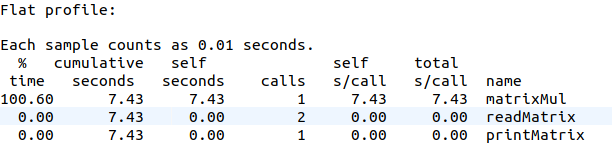 Flat profile:

Each sample counts as 0.01 seconds.
  %   cumulative   self              self     total
 time   seconds   seconds    calls   s/call   s/call  name
100.60      7.43     7.43        1     7.43     7.43  matrixMul
  0.00      7.43     0.00        2     0.00     0.00  readMatrix
  0.00      7.43     0.00        1     0.00     0.00  printMatrix